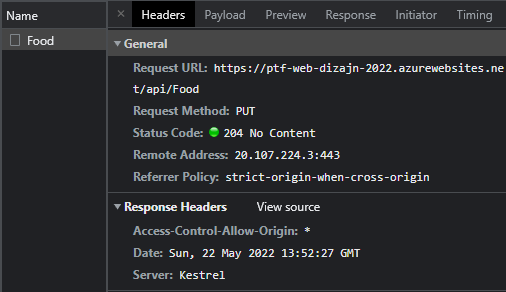 Name
Food
× Headers Payload Preview Response Initiator Timing
General
Request URL: https://ptf-web-dizajn-2022.azurewebsites.ne
t/api/Food
Request Method: PUT
Status Code: 204 No Content
Remote Address: 20.107.224.3:443
Referrer Policy: strict-origin-when-cross-origin
Response Headers View source
Access-Control-Allow-Origin: *
Date: Sun, 22 May 2022 13:52:27 GMT
Server: Kestrel